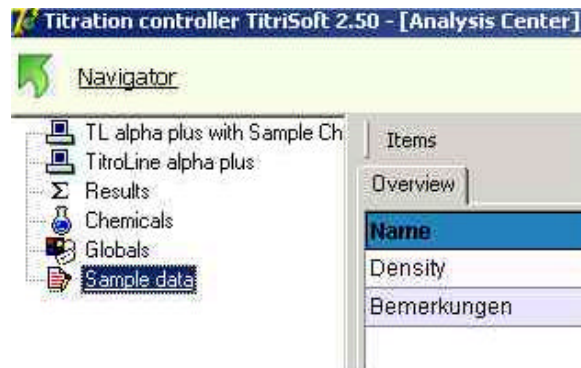 Titration controller TitriSoft 2.50 - [Analysis Center]
Navigator
TL alpha plus with Sample Ch
TitroLine alpha plus
Σ Results
Chemicals
Globals
Sample data
Items
Overview
Name
Density
Bemerkungen